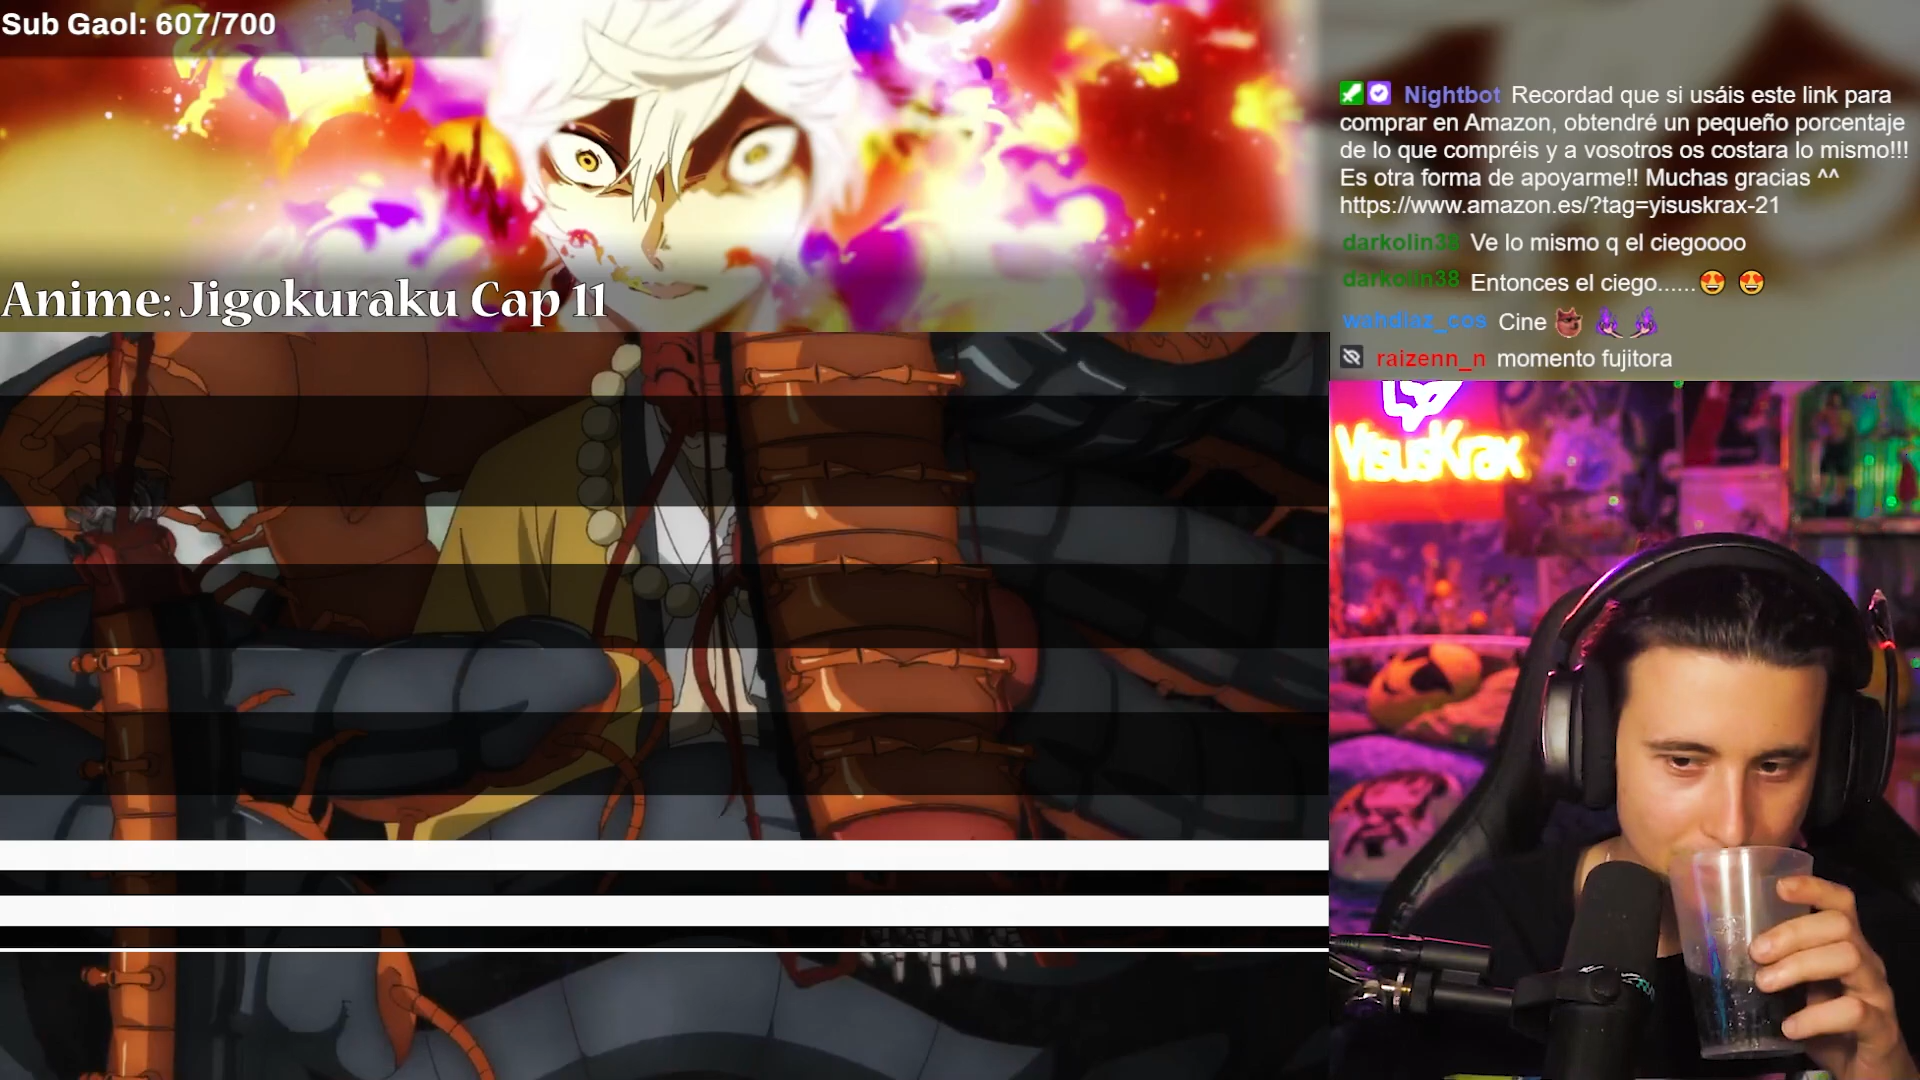 Sub Gaol: 607/700
Anime: Jigokuraku Cap 11
Nightbot Recordad que si usáis este link para
comprar en Amazon, obtendré un pequeño porcentaje
de lo que compréis y a vosotros os costara lo mismo!!!
Es otra forma de apoyarme!! Muchas gracias ^^
https://www.amazon.es/?tag=yisuskrax-21
darkolin38 Ve lo mismo q el ciegoooo
darkolin38 Entonces el ciego......😍 😍
wahdiaz_cos Cine
raizenn_n momento fujitora
YisusKrax